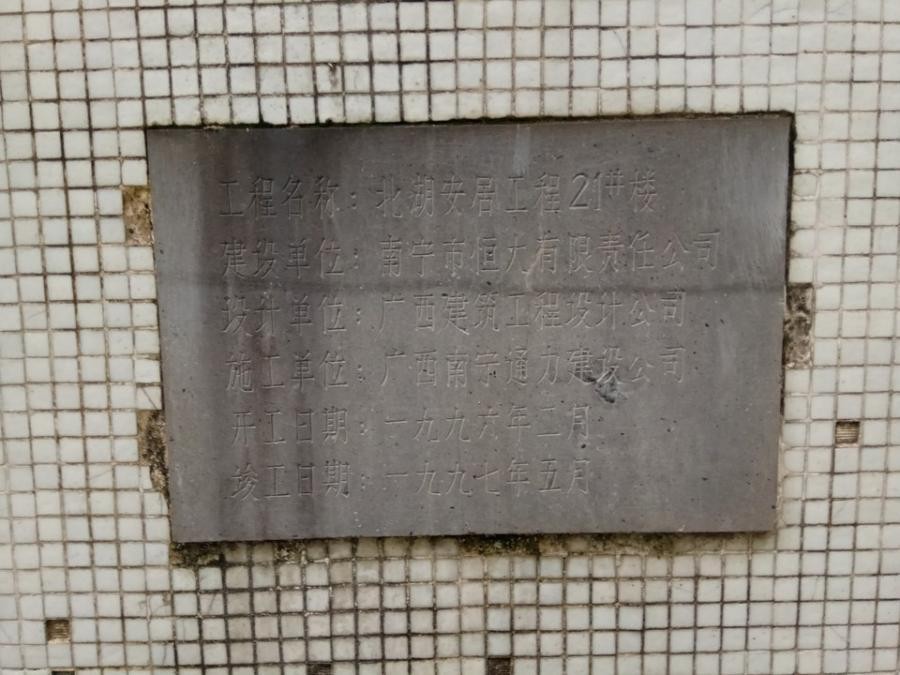 工程名称：北湖安居工程21#楼
建设单位：南宁市恒大有限责任公司
设计单位：广西建筑工程设计公司
施工单位：广西南宁通力建设公司
开工日期：一九九六年二月
竣工日期：一九九七年五月